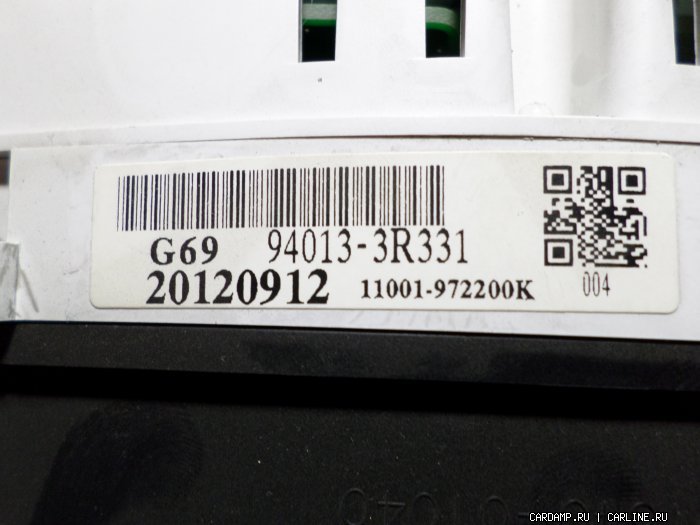 G69 94013-3R331
20120912 11001-972200K
004
CARDAMP.RU | CARLINE.RU